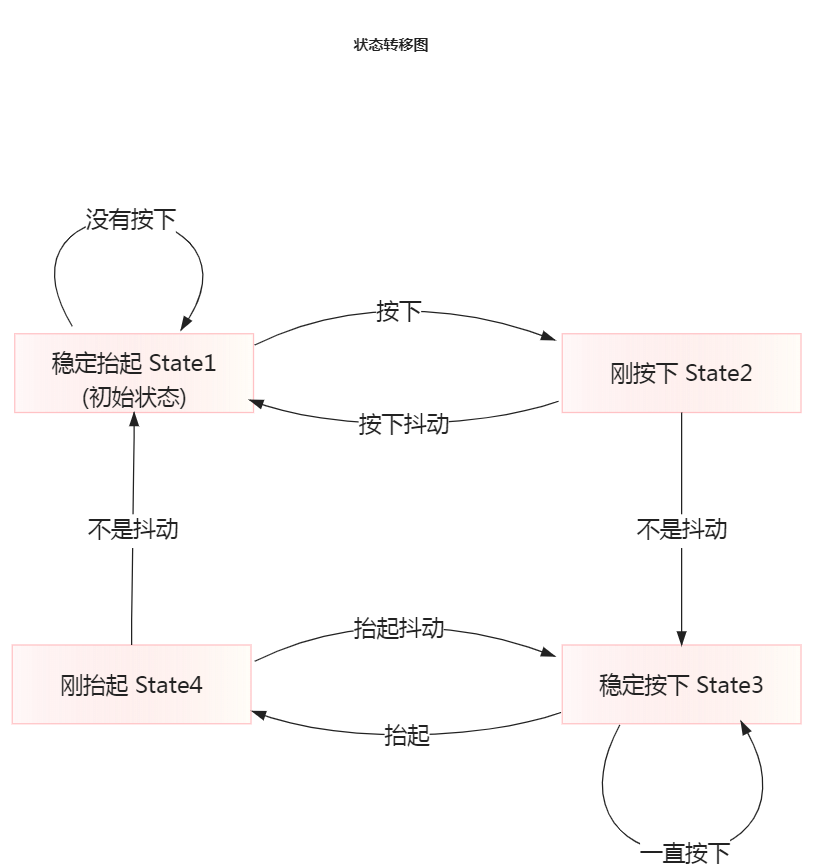 状态转移图
没有按下
按下
稳定抬起 State1
(初始状态)
刚按下 State2
按下抖动
不是抖动
不是抖动
抬起抖动
刚抬起 State4
稳定按下 State3
抬起
一直按下